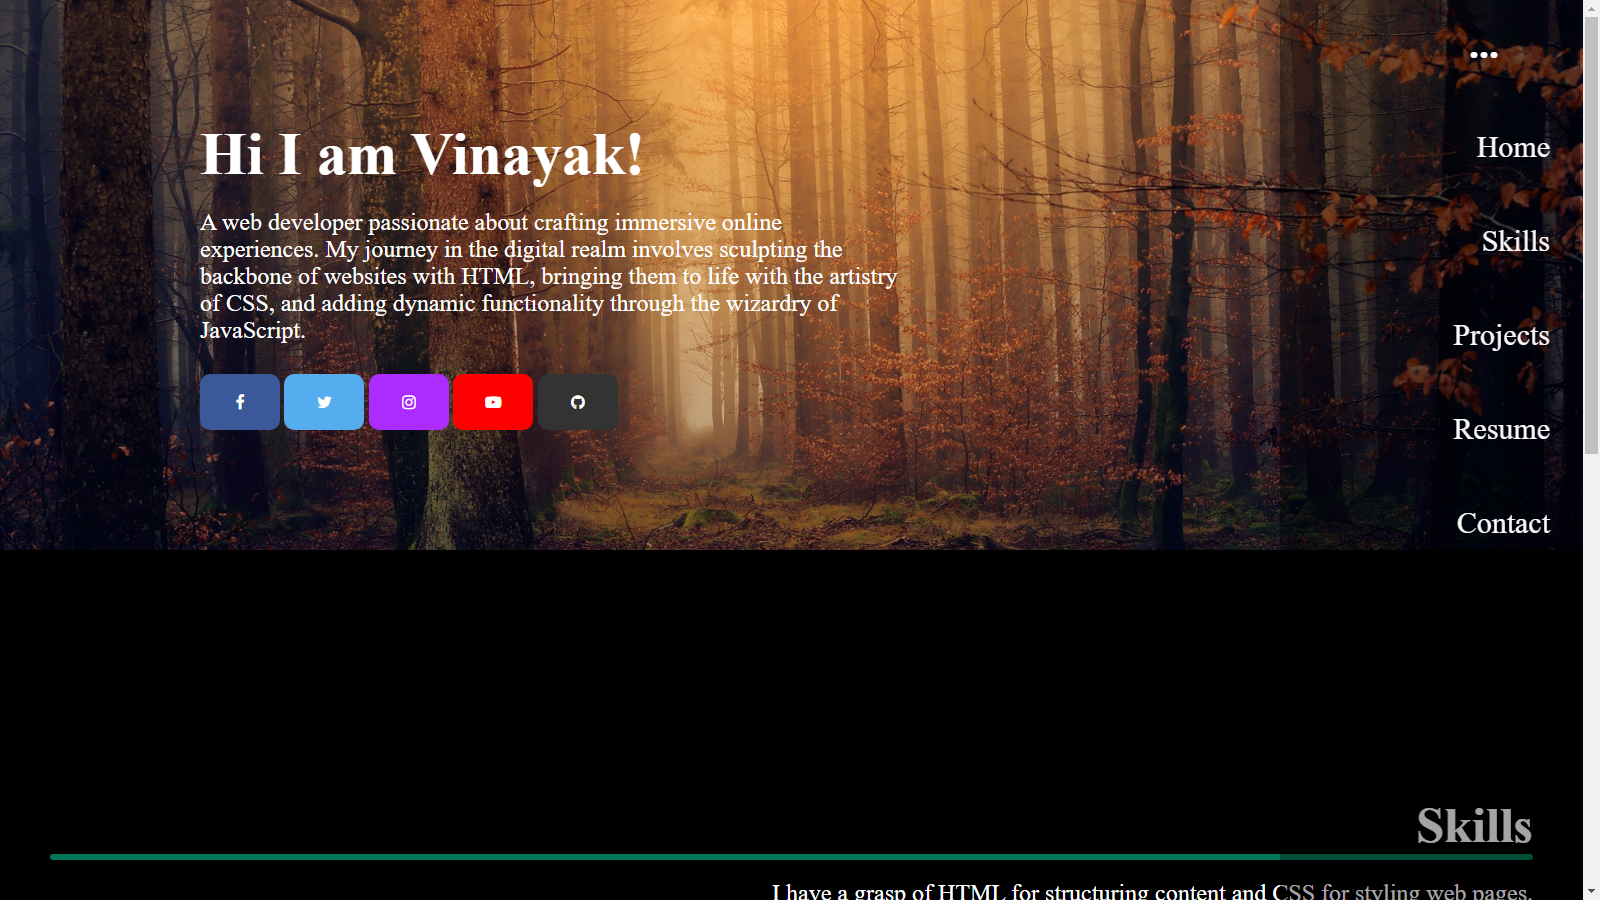 Hi I am Vinayak!
A web developer passionate about crafting immersive online
experiences. My journey in the digital realm involves sculpting the
backbone of websites with HTML, bringing them to life with the artistry
of CSS, and adding dynamic functionality through the wizardry of
JavaScript.
Home
Skills
Projects
Resume
Contact
Skills
I have a grasp of HTML for structuring content and CSS for styling web pages.